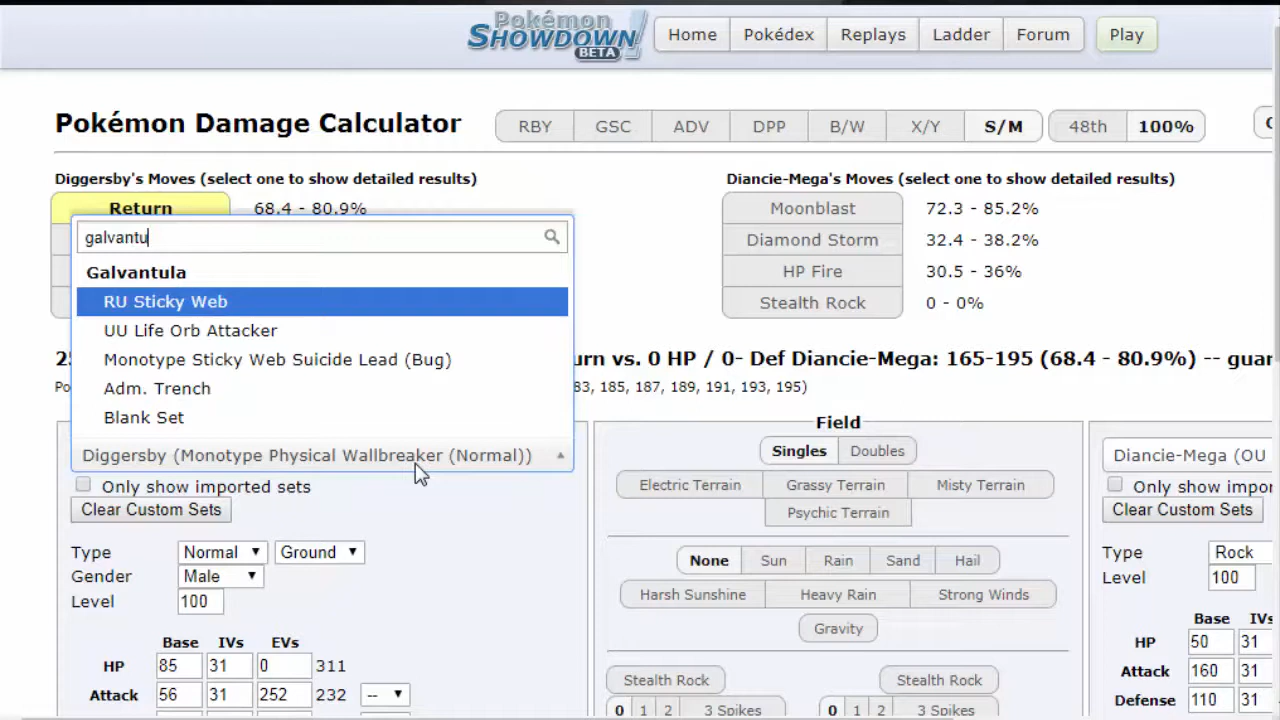 Pokémon
SHOWDOWN!
BETA
Home Pokédex Replays Ladder Forum Play
Pokémon Damage Calculator RBY GSC ADV DPP B/W X/Y S/M 48th 100%
Diggersby's Moves (select one to show detailed results) Diancie-Mega's Moves (select one to show detailed results)
Return 68.4 - 80.9% Moonblast 72.3 - 85.2%
galvantu Diamond Storm 32.4 - 38.2%
Galvantula HP Fire 30.5 - 36%
RU Sticky Web Stealth Rock 0 - 0%
UU Life Orb Attacker
Monotype Sticky Web Suicide Lead (Bug) urn vs. 0 HP / 0- Def Diancie-Mega: 165-195 (68.4 - 80.9%) -- guar
Adm. Trench 83, 185, 187, 189, 191, 193, 195)
Blank Set Field
Diggersby (Monotype Physical Wallbreaker (Normal)) Singles Doubles Diancie-Mega (OU
Only show imported sets Electric Terrain Grassy Terrain Misty Terrain Only show impor
Clear Custom Sets Psychic Terrain Clear Custom Sets
Type Normal Ground None Sun Rain Sand Hail Type Rock
Gender Male Level 100
Level 100 Harsh Sunshine Heavy Rain Strong Winds
Base IVs EVs Gravity Base IVs
HP 85 31 0 311 HP 50 31
Attack 56 31 252 232 -- Stealth Rock Stealth Rock Attack 160 31
0 1 2 3 Spikes 0 1 2 3 Spikes Defense 110 31